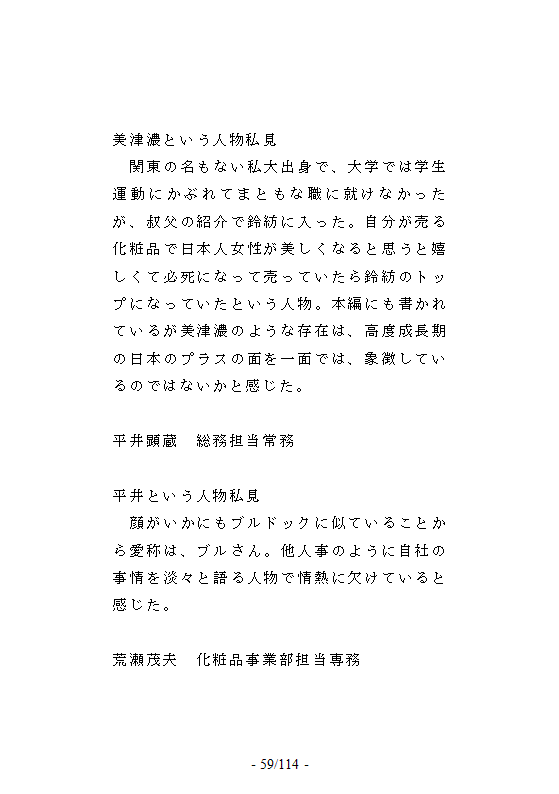 美津濃という人物私見
　関東の名もない私大出身で、大学では学生
運動にかぶれてまともな職に就けなかった
が、叔父の紹介で鈴紡に入った。自分が売る
化粧品で日本人女性が美しくなると思うと嬉
しくて必死になって売っていたら鈴紡のトッ
プになっていたという人物。本編にも書かれ
ているが美津濃のような存在は、高度成長期
の日本のプラスの面を一面では、象徴してい
るのではないかと感じた。
平井顕蔵　総務担当常務
平井という人物私見
　顔がいかにもブルドックに似ていることか
ら愛称は、ブルさん。他人事のように自社の
事情を淡々と語る人物で情熱に欠けていると
感じた。
荒瀬茂夫　化粧品事業部担当専務
- 59/114 -